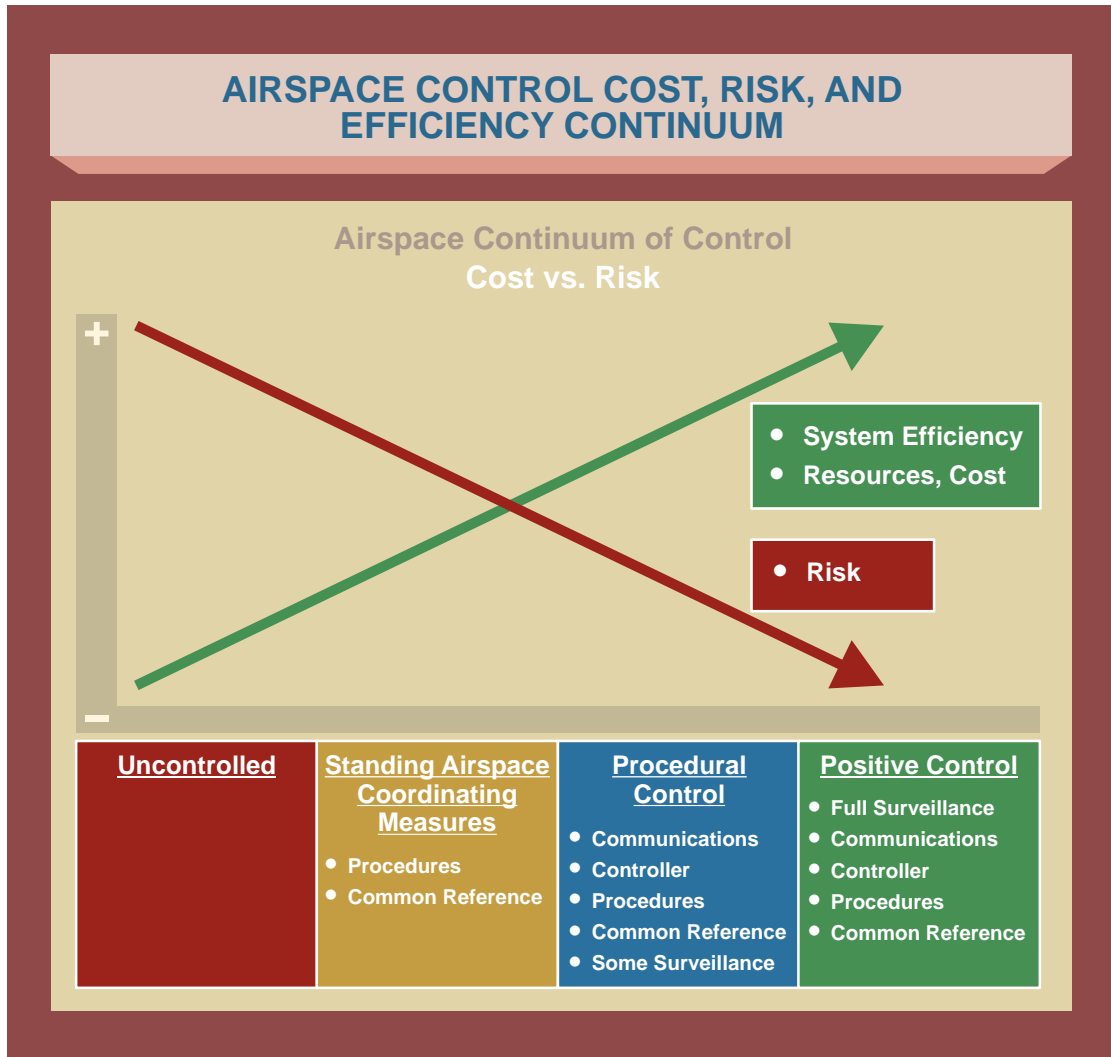 AIRSPACE CONTROL COST, RISK, AND
EFFICIENCY CONTINUUM
Airspace Continuum of Control
Cost vs. Risk
+
• System Efficiency
• Resources, Cost
• Risk
–
Uncontrolled
Standing Airspace
Coordinating
Measures
• Procedures
• Common Reference
Procedural
Control
• Communications
• Controller
• Procedures
• Common Reference
• Some Surveillance
Positive Control
• Full Surveillance
• Communications
• Controller
• Procedures
• Common Reference